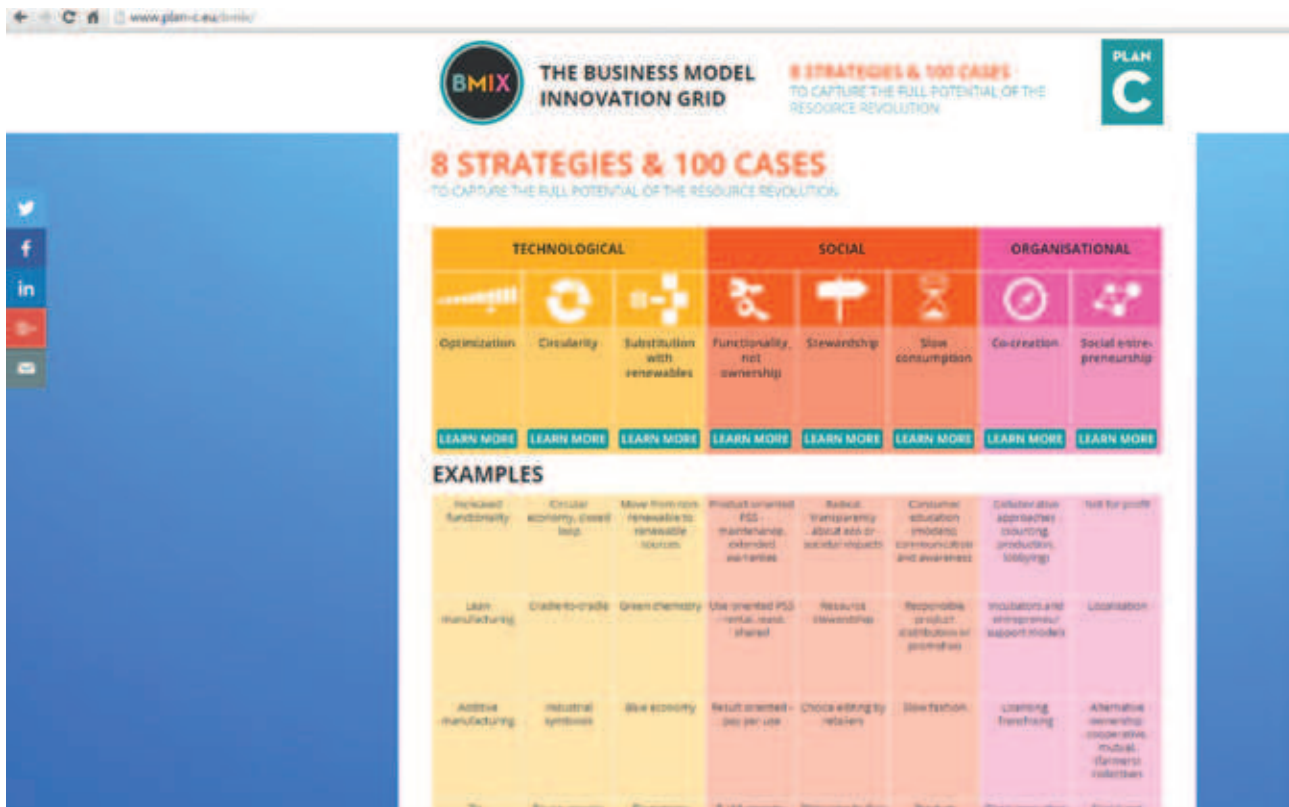 www.plan-c.eu/bmix/
BMIX
THE BUSINESS MODEL
INNOVATION GRID
8 STRATEGIES & 100 CASES
TO CAPTURE THE FULL POTENTIAL OF THE
RESOURCE REVOLUTION
PLAN
C
8 STRATEGIES & 100 CASES
TO CAPTURE THE FULL POTENTIAL OF THE RESOURCE REVOLUTION
f
in
TECHNOLOGICAL
SOCIAL
ORGANISATIONAL
Optimization
Circularity
Substitution
with
renewables
Functionality,
not
ownership
Stewardship
Slow
consumption
Co-creation
Social entre-
preneurship
LEARN MORE
LEARN MORE
LEARN MORE
LEARN MORE
LEARN MORE
LEARN MORE
LEARN MORE
LEARN MORE
EXAMPLES
Increased
functionality
Circular
economy, closed
loop
Move from non
renewable to
renewable
sources
Product oriented
PSS -
maintenance,
extended
warranties
Radical
transparency
about eco or
societal impacts
Consumer
education
communication
and awareness
Collaborative
approaches
production,
lobbying)
Not for profit
Lean
manufacturing
Cradle-to-cradle
Green chemistry
Use oriented PSS
shared
Resource
stewardship
Responsible
product
distribution or
promotion
Incubators and
entrepreneur
support models
Localisation
Additive
manufacturing
Industrial
symbiosis
Blue economy
Result oriented -
pay per use
Choice editing by
retailers
Slow fashion
Licensing,
franchising
Alternative
ownership
cooperative,
mutual,
(farmers)
collectives